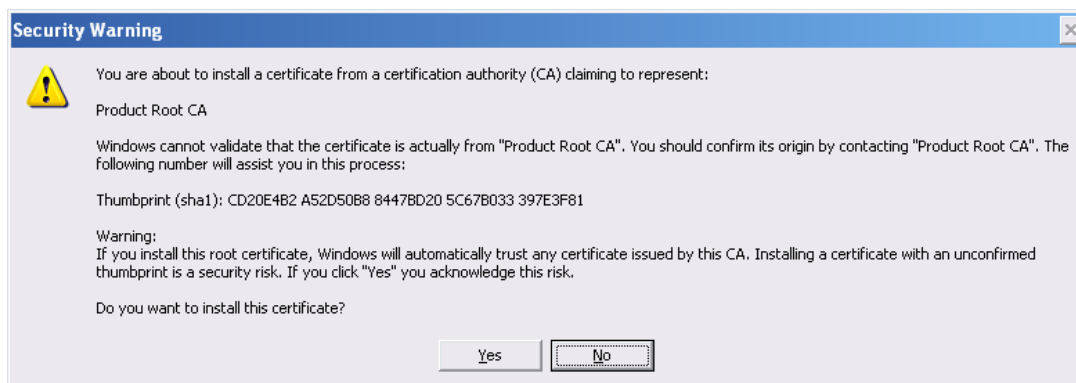 Security Warning
You are about to install a certificate from a certification authority (CA) claiming to represent:
Product Root CA
Windows cannot validate that the certificate is actually from "Product Root CA". You should confirm its origin by contacting "Product Root CA". The
following number will assist you in this process:
Thumbprint (sha1): CD20E4B2 A52D50B8 8447BD20 5C67B033 397E3F81
Warning:
If you install this root certificate, Windows will automatically trust any certificate issued by this CA. Installing a certificate with an unconfirmed
thumbprint is a security risk. If you click "Yes" you acknowledge this risk.
Do you want to install this certificate?
Yes No